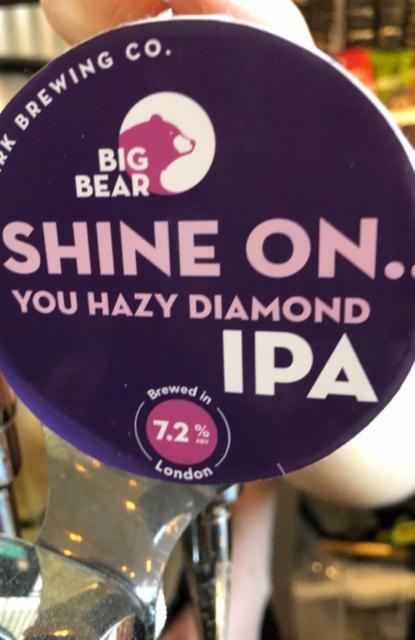 BREWING CO.
BIG
BEAR
SHINE ON..
YOU HAZY DIAMOND
IPA
Brewed in
7.2%
ABV
London